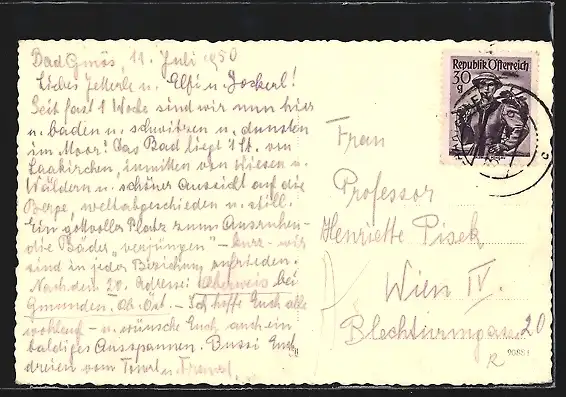 Bad Gmös, 11. Juli 1950
Liebes Jetterle u. Elfi u. Jockerl!
Seit fast 1 Woche sind wir nun hier
u. baden u. schwitzen u. dunsten
im Moor! Das Bad liegt 1 St. von
Laakirchen, inmitten von Wiesen u.
Wäldern u. schöner Aussicht auf die
Berge, weltabgeschieden u. still.
Ein gottvoller Platz zum Ausruhen -
die Bäder "verjüngen" - kurz - wir
sind in jeder Beziehung zufrieden.
Nach dem 20. Adresse: bei
Gmunden, Ob. Öst. - Ich hoffe Euch alle
wohlauf - u. wünsche Euch auch ein
baldiges Ausspannen. Bussi Euch
dreien vom u.
Republik Österreich
30
g
Frau
Professor
Henriette Pisek
Wien IV.
Blechturmgasse 20